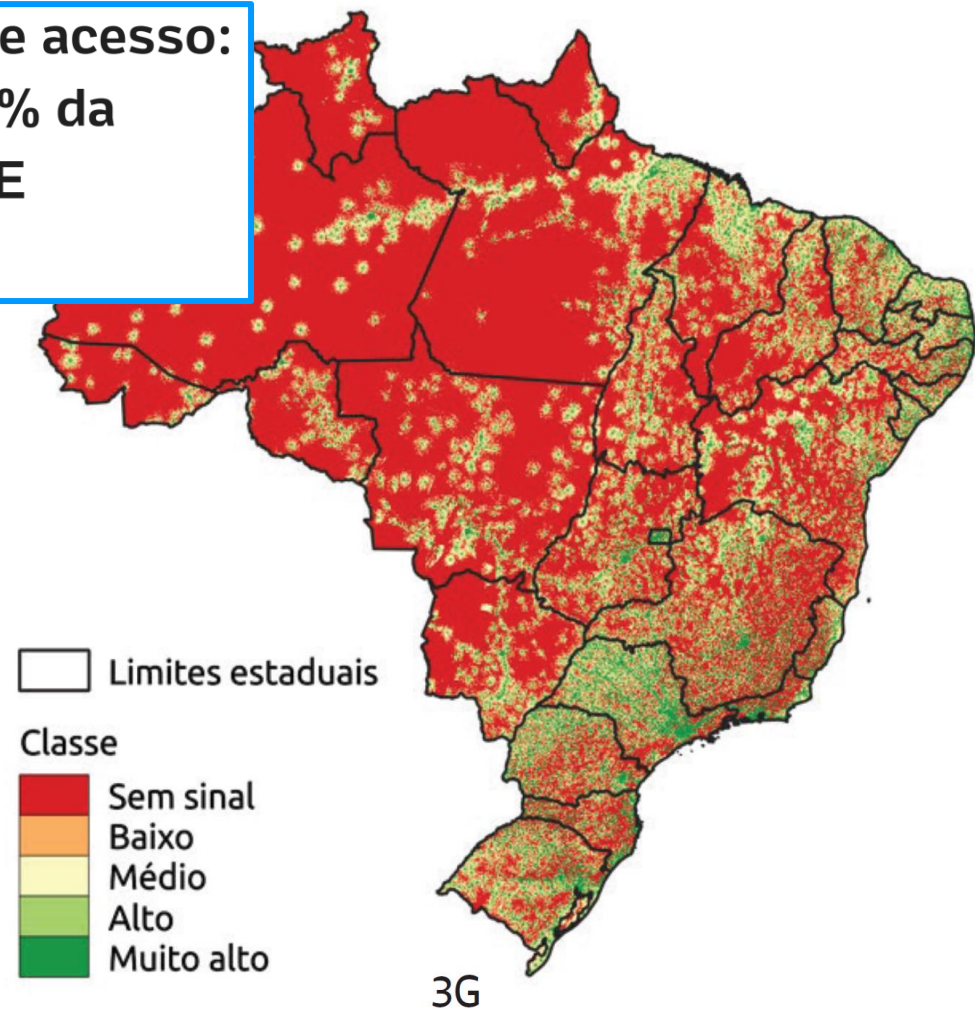 e acesso:
% da
E
Limites estaduais
Classe
Sem sinal
Baixo
Médio
Alto
Muito alto
3G